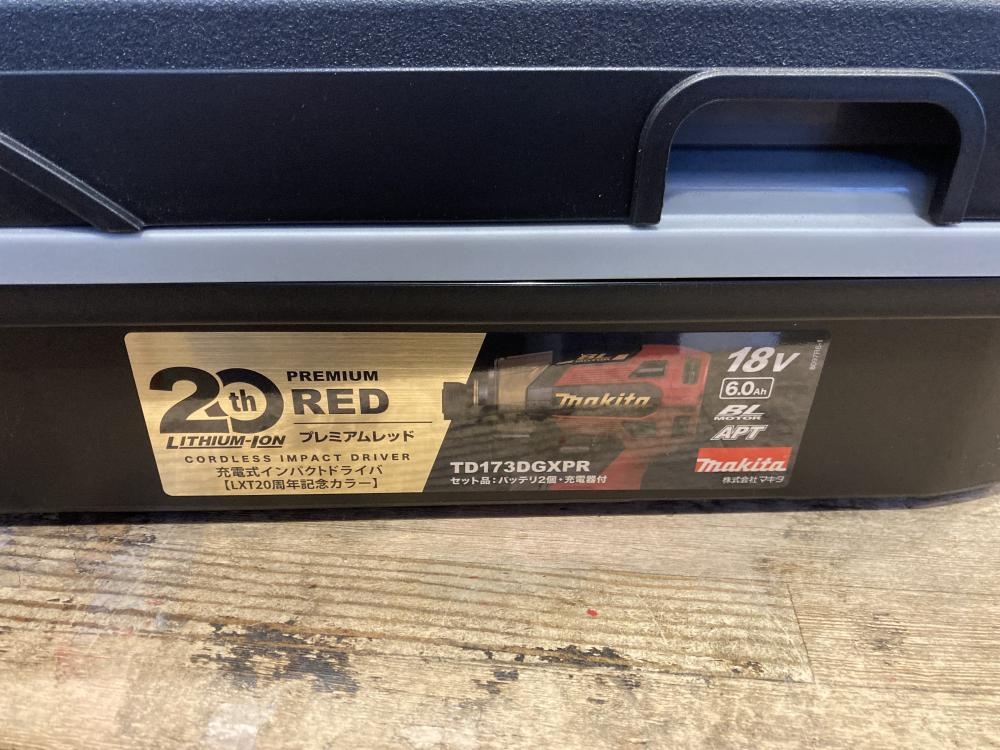 20th
LITHIUM-ION
PREMIUM
RED
プレミアムレッド
CORDLESS IMPACT DRIVER
充電式インパクトドライバ
【LXT20周年記念カラー】
BL
MOTOR
makita
TD173DGXPR
セット品：バッテリ2個・充電器付
18V
6.0Ah
BL
MOTOR
APT
makita
株式会社マキタ